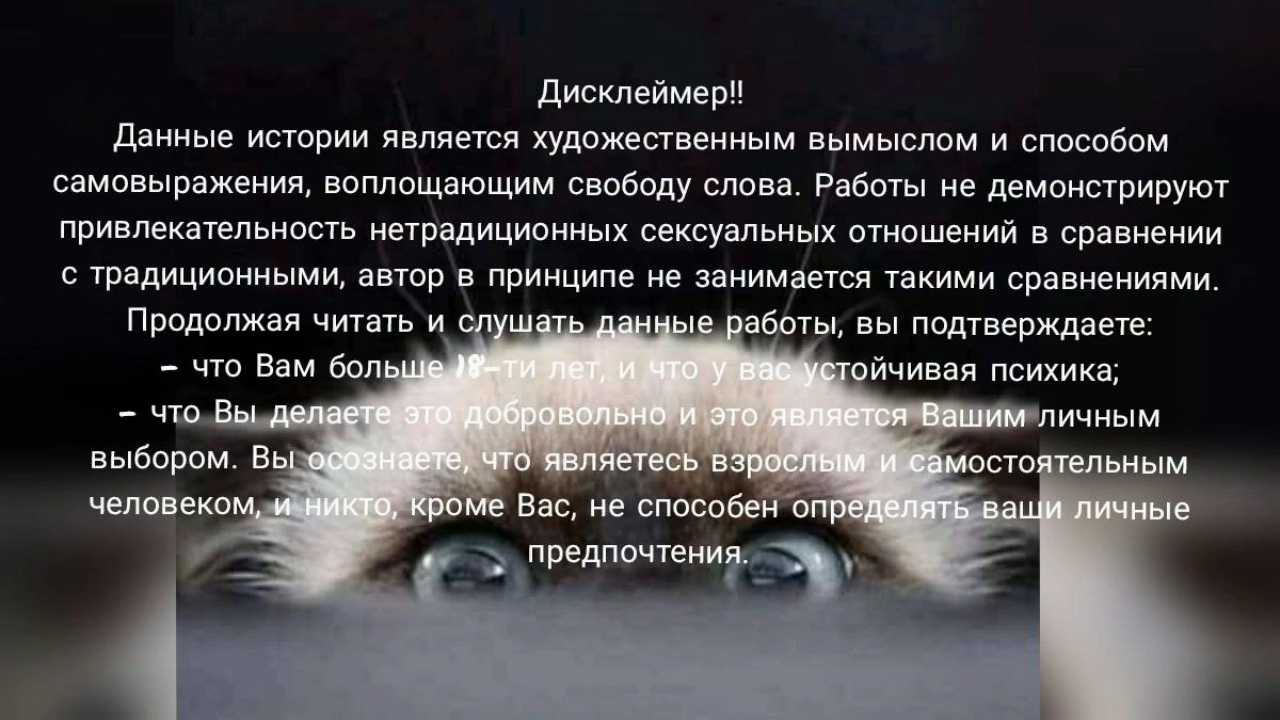 Дисклеймер!!
Данные истории является художественным вымыслом и способом
самовыражения, воплощающим свободу слова. Работы не демонстрируют
привлекательность нетрадиционных сексуальных отношений в сравнении
с традиционными, автор в принципе не занимается такими сравнениями.
Продолжая читать и слушать данные работы, вы подтверждаете:
– что Вам больше 18-ти лет, и что у вас устойчивая психика;
– что Вы делаете это добровольно и это является Вашим личным
выбором. Вы осознаете, что являетесь взрослым и самостоятельным
человеком, и никто, кроме Вас, не способен определять ваши личные
предпочтения.